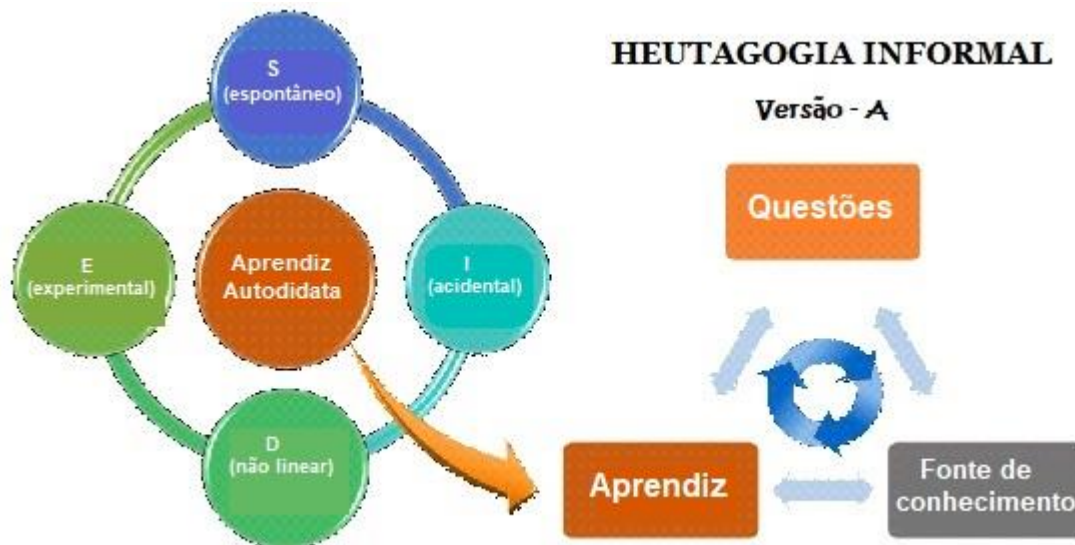 HEUTAGOGIA INFORMAL
Versão - A
S
(espontâneo)
E
(experimental)
Aprendiz
Autodidata
I
(acidental)
D
(não linear)
Questões
Aprendiz
Fonte de
conhecimento